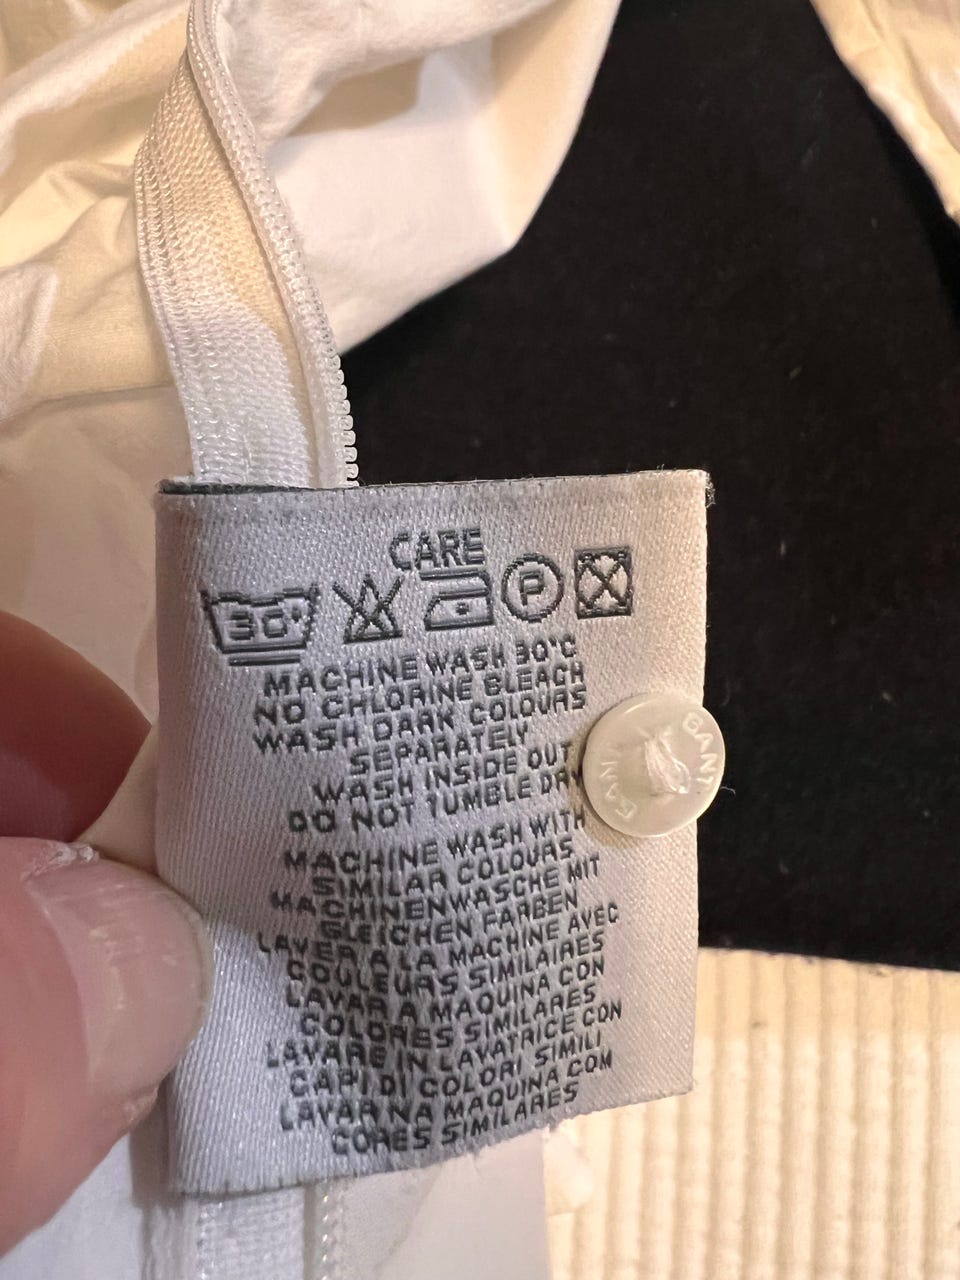 CARE
30°
P
MACHINE WASH 30°C
NO CHLORINE BLEACH
WASH DARK COLOURS
SEPARATELY
WASH INSIDE OUT
DO NOT TUMBLE DRY
MACHINE WASH WITH
SIMILAR COLOURS
MACHINENWASCHE MIT
GLEICHEN FARBEN
LAVER A LA MACHINE AVEC
COULEURS SIMILAIRES
LAVAR A MAQUINA CON
COLORES SIMILARES
LAVARE IN LAVATRICE CON
CAPI DI COLORI SIMILI
LAVAR NA MAQUINA COM
CORES SIMILARES
GANT
GANT